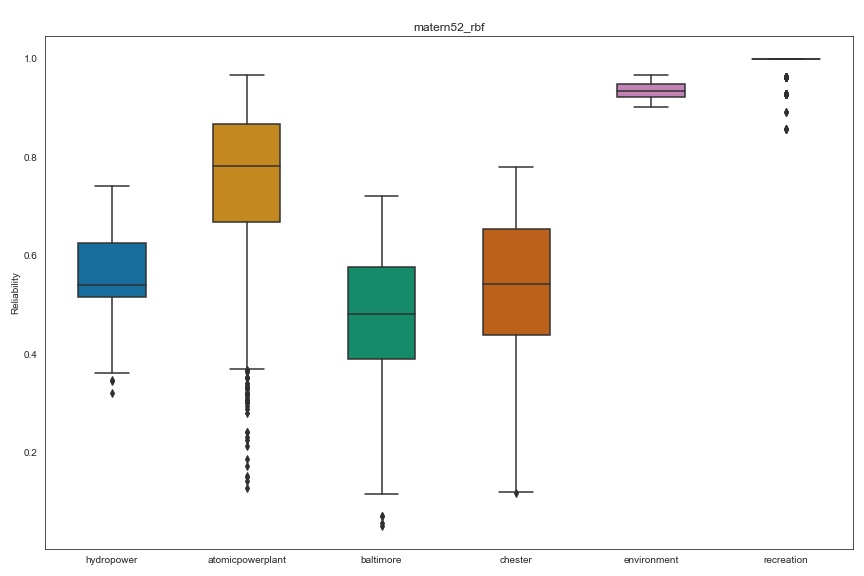 matern52_rbf
1.0
0.8
0.6
0.4
0.2
Reliability
hydropower atomicpowerplant baltimore chester environment recreation